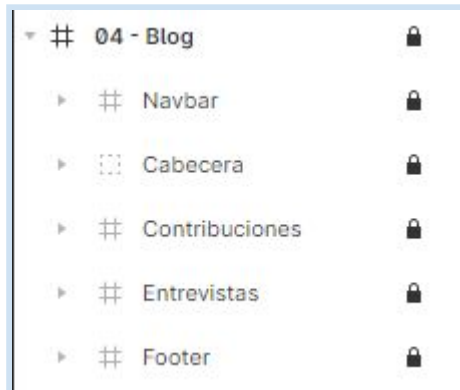 04 - Blog
Navbar
Cabecera
Contribuciones
Entrevistas
Footer